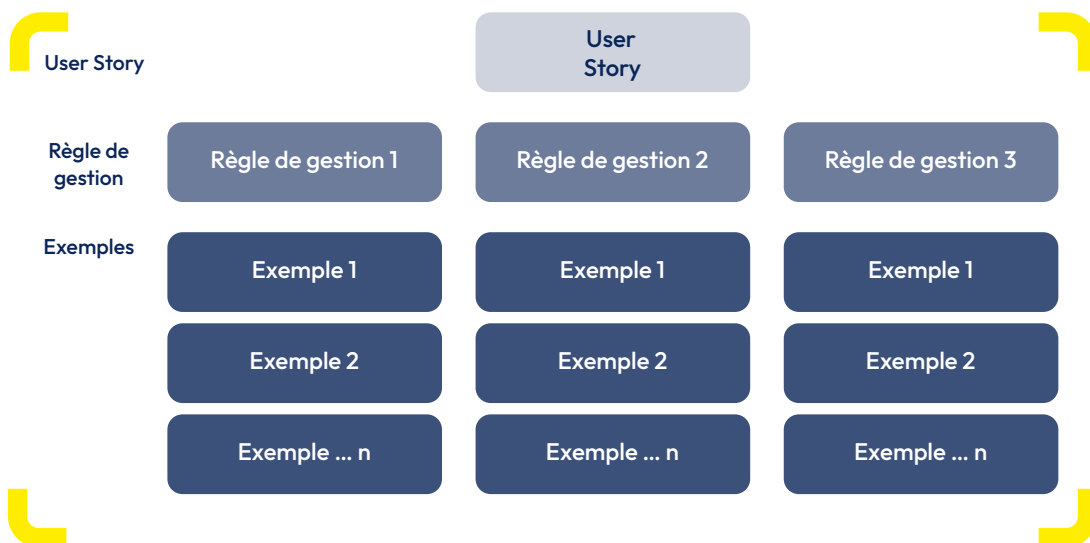 User Story
User
Story
Règle de
gestion
Règle de gestion 1
Règle de gestion 2
Règle de gestion 3
Exemples
Exemple 1
Exemple 1
Exemple 1
Exemple 2
Exemple 2
Exemple 2
Exemple ... n
Exemple ... n
Exemple ... n